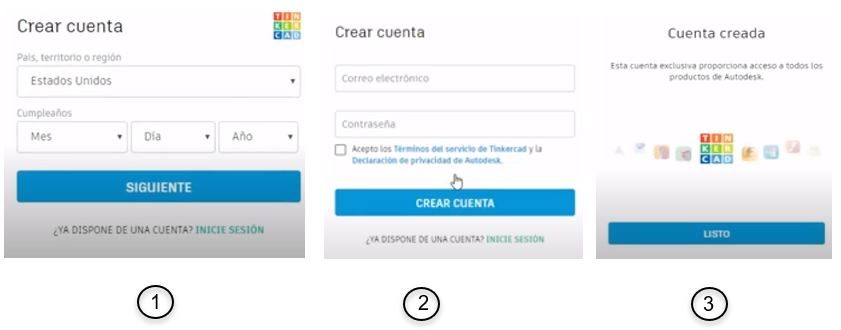 Crear cuenta
TIN
KER
CAD
País, territorio o región
Estados Unidos
Cumpleaños
Mes Día Año
SIGUIENTE
¿YA DISPONE DE UNA CUENTA? INICIE SESIÓN
1
Crear cuenta
Correo electrónico
Contraseña
Acepto los Términos del servicio de Tinkercad y la
Declaración de privacidad de Autodesk.
CREAR CUENTA
¿YA DISPONE DE UNA CUENTA? INICIE SESIÓN
2
Cuenta creada
Esta cuenta exclusiva proporciona acceso a todos los
productos de Autodesk.
TIN
KER
CAD
LISTO
3